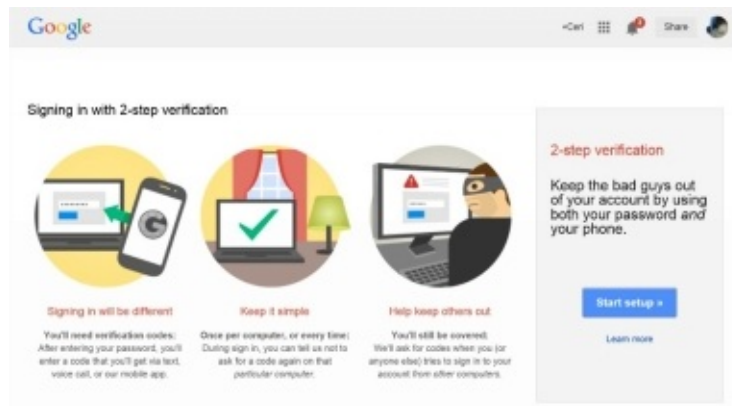 Google
+Ceri
Share
Signing in with 2-step verification
Signing in will be different
You'll need verification codes:
After entering your password, you'll
enter a code that you'll get via text,
voice call, or our mobile app.
Keep it simple
Once per computer, or every time:
During sign in, you can tell us not to
ask for a code again on that
particular computer.
Help keep others out
You'll still be covered:
We'll ask for codes when you (or
anyone else) tries to sign in to your
account from other computers.
2-step verification
Keep the bad guys out
of your account by using
both your password and
your phone.
Start setup »
Learn more